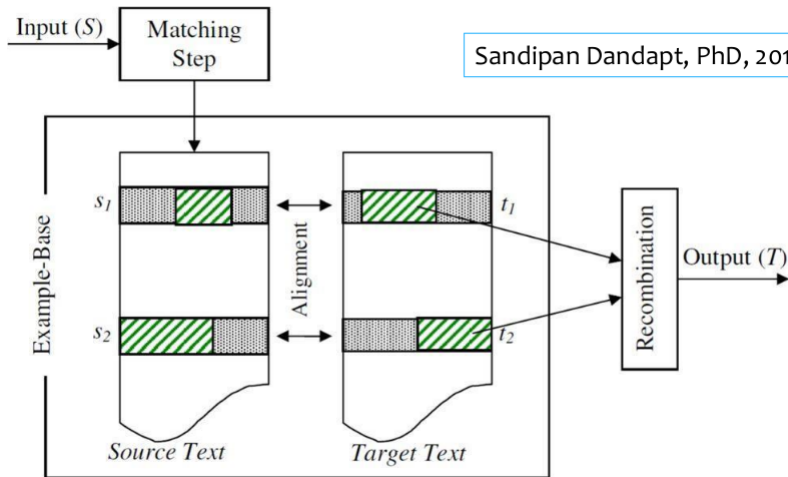 Input (S)
Matching
Step
Sandipan Dandapt, PhD, 201
Example-Base
s1
t1
Alignment
s2
t2
Recombination
Output (T)
Source Text
Target Text